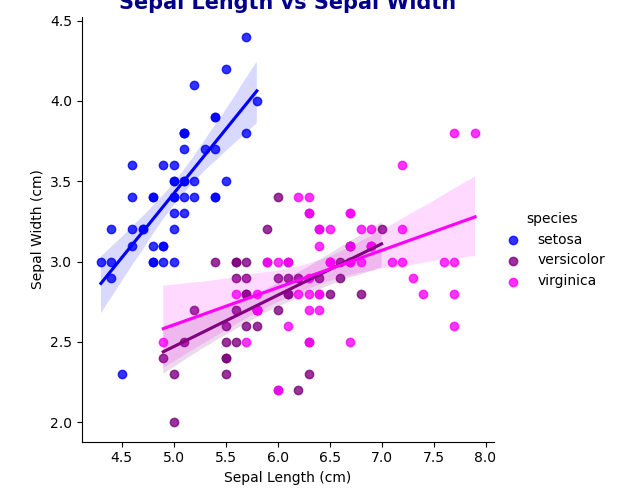 Sepal Length vs Sepal Width
4.5
4.0
3.5
3.0
2.5
2.0
Sepal Width (cm)
4.5 5.0 5.5 6.0 6.5 7.0 7.5 8.0
Sepal Length (cm)
species
setosa
versicolor
virginica